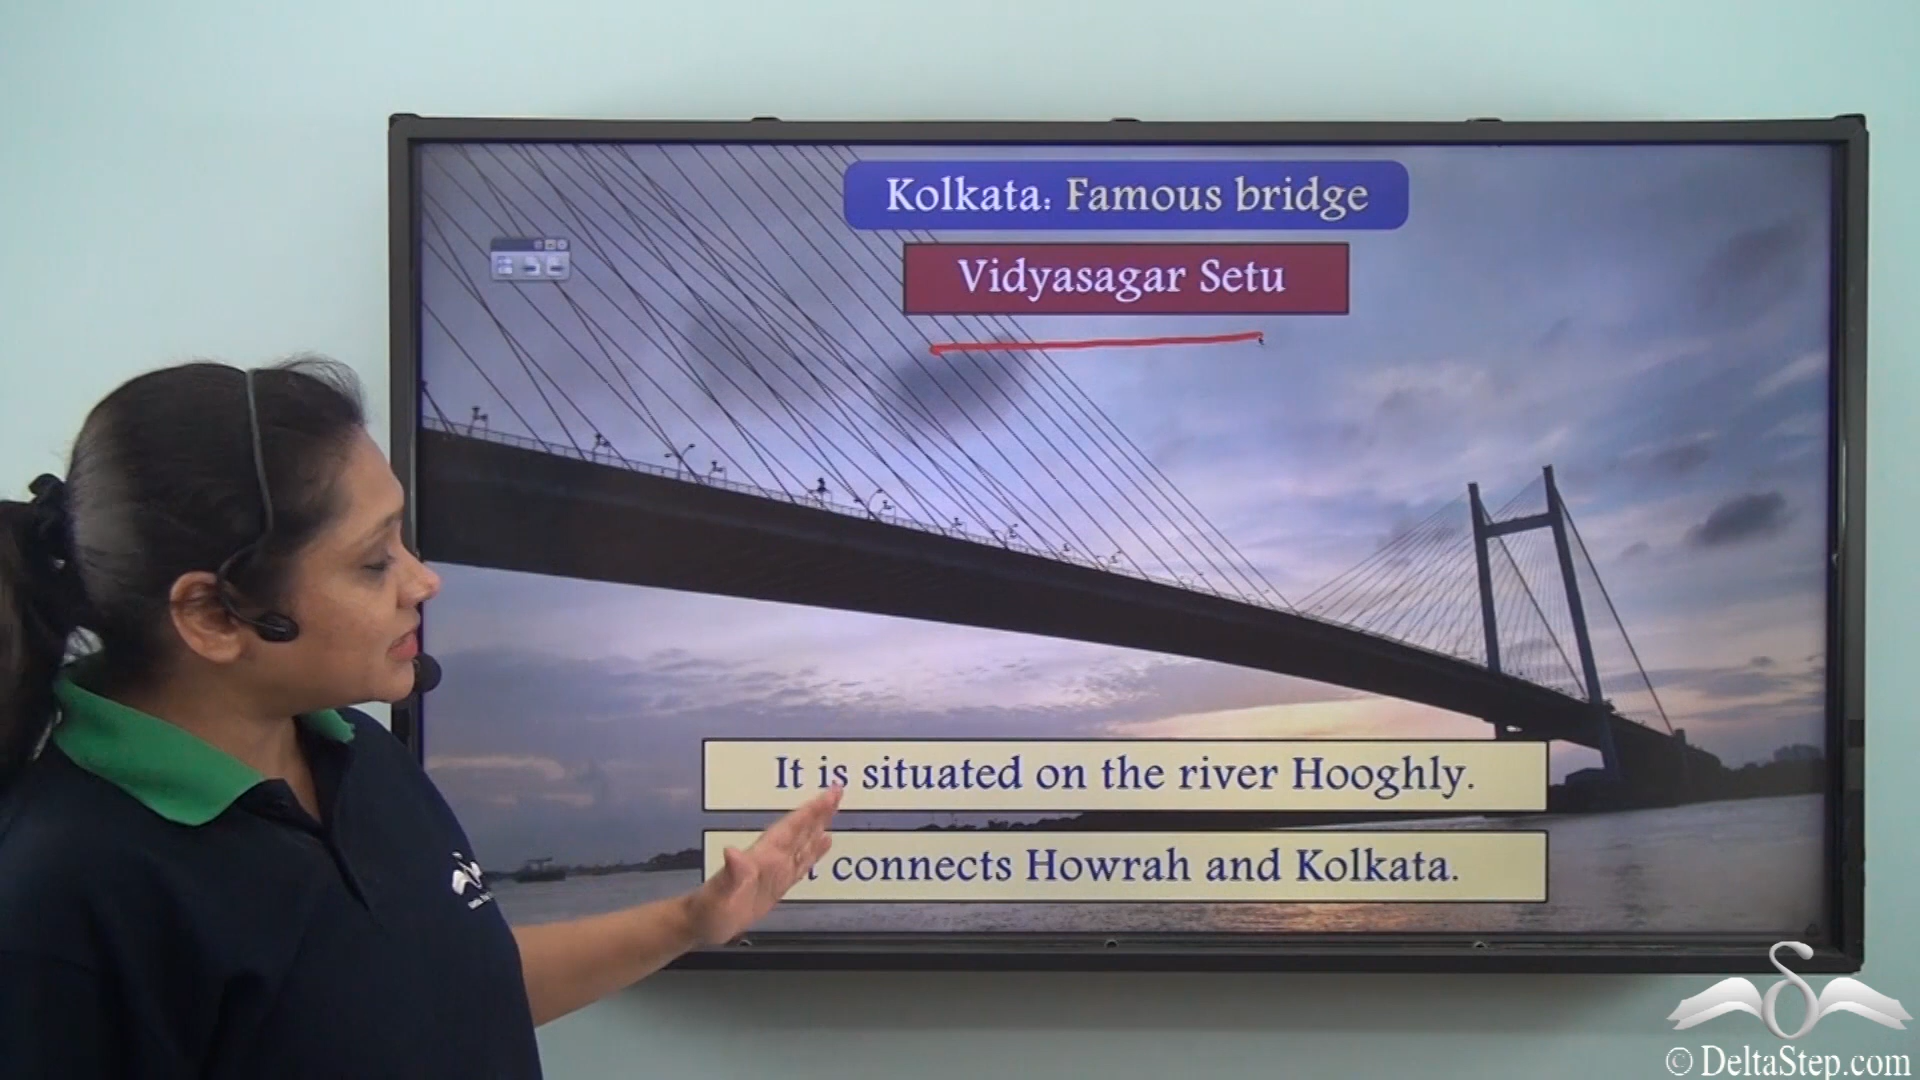 Kolkata: Famous bridge
Vidyasagar Setu
It is situated on the river Hooghly.
connects Howrah and Kolkata.
© DeltaStep.com